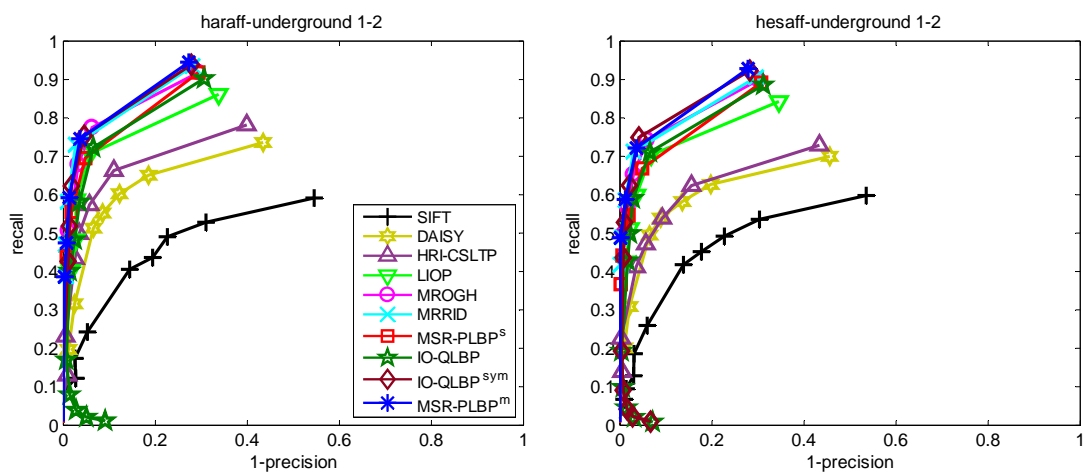 haraff-underground 1-2
1
0.9
0.8
0.7
0.6
0.5
0.4
0.3
0.2
0.1
0
recall
0 0.2 0.4 0.6 0.8 1
1-precision
SIFT
DAISY
HRI-CSLTP
LIOP
MROGH
MRRID
MSR-PLBP^s
IO-QLBP
IO-QLBP^sym
MSR-PLBP^m
hesaff-underground 1-2
1
0.9
0.8
0.7
0.6
0.5
0.4
0.3
0.2
0.1
0
recall
0 0.2 0.4 0.6 0.8 1
1-precision